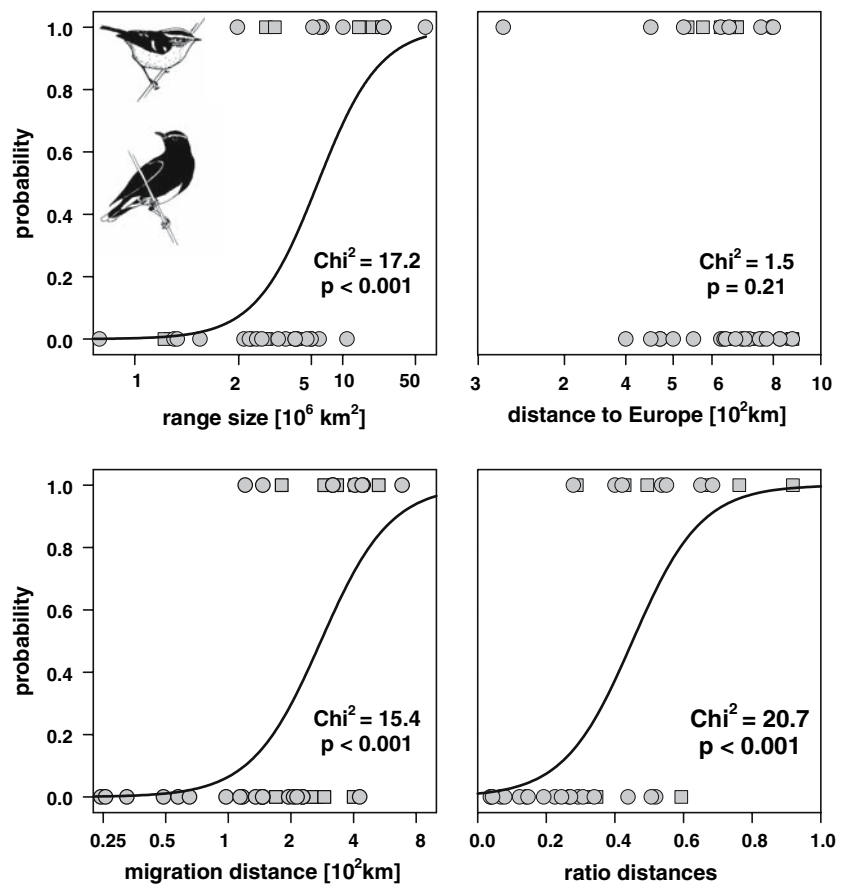 probability
1.0
0.8
0.6
0.4
0.2
0.0
Chi² = 17.2
p < 0.001
1 2 5 10 50
range size [10⁶ km²]
Chi² = 1.5
p = 0.21
3 2 4 5 6 8 10
distance to Europe [10²km]
probability
1.0
0.8
0.6
0.4
0.2
0.0
Chi² = 15.4
p < 0.001
0.25 0.5 1 2 4 8
migration distance [10²km]
Chi² = 20.7
p < 0.001
0.0 0.2 0.4 0.6 0.8 1.0
ratio distances